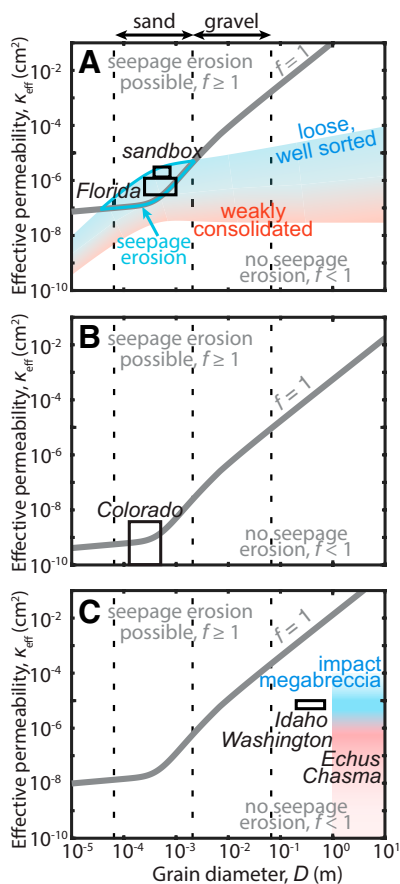 sand gravel
A
seepage erosion
possible, f ≥ 1
f = 1
loose,
well sorted
sandbox
Florida
weakly
consolidated
seepage
erosion
no seepage
erosion, f < 1
Effective permeability, κeff (cm²)
10⁻²
10⁻⁴
10⁻⁶
10⁻⁸
10⁻¹⁰
B
seepage erosion
possible, f ≥ 1
f = 1
Colorado
no seepage
erosion, f < 1
Effective permeability, κeff (cm²)
10⁻²
10⁻⁴
10⁻⁶
10⁻⁸
10⁻¹⁰
C
seepage erosion
possible, f ≥ 1
f = 1
impact
megabreccia
Idaho
Washington
Echus
Chasma
no seepage
erosion, f < 1
Effective permeability, κeff (cm²)
10⁻²
10⁻⁴
10⁻⁶
10⁻⁸
10⁻¹⁰
10⁻⁵ 10⁻⁴ 10⁻³ 10⁻² 10⁻¹ 10⁰ 10¹
Grain diameter, D (m)